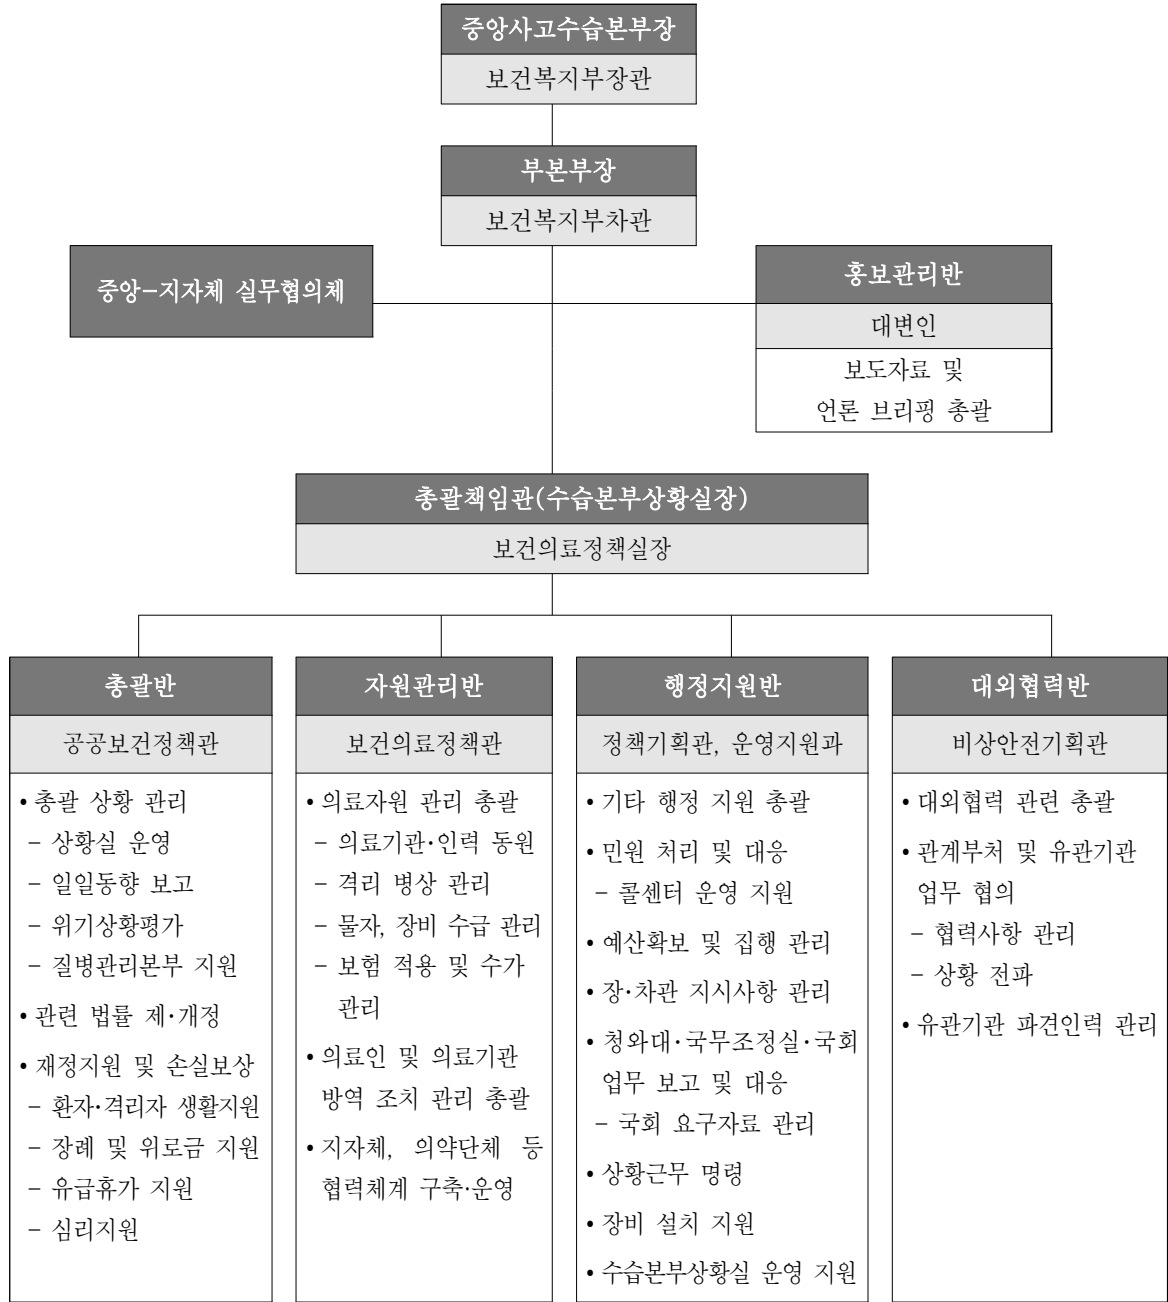 중앙사고수습본부장
보건복지부장관
부본부장
보건복지부차관
중앙-지자체 실무협의체
홍보관리반
대변인
보도자료 및
언론 브리핑 총괄
총괄책임관(수습본부상황실장)
보건의료정책실장
총괄반
공공보건정책관
• 총괄 상황 관리
- 상황실 운영
- 일일동향 보고
- 위기상황평가
- 질병관리본부 지원
• 관련 법률 제·개정
• 재정지원 및 손실보상
- 환자·격리자 생활지원
- 장례 및 위로금 지원
- 유급휴가 지원
- 심리지원
자원관리반
보건의료정책관
• 의료자원 관리 총괄
- 의료기관·인력 동원
- 격리 병상 관리
- 물자, 장비 수급 관리
- 보험 적용 및 수가
관리
• 의료인 및 의료기관
방역 조치 관리 총괄
• 지자체, 의약단체 등
협력체계 구축·운영
행정지원반
정책기획관, 운영지원과
• 기타 행정 지원 총괄
• 민원 처리 및 대응
- 콜센터 운영 지원
• 예산확보 및 집행 관리
• 장·차관 지시사항 관리
• 청와대·국무조정실·국회
업무 보고 및 대응
- 국회 요구자료 관리
• 상황근무 명령
• 장비 설치 지원
• 수습본부상황실 운영 지원
대외협력반
비상안전기획관
• 대외협력 관련 총괄
• 관계부처 및 유관기관
업무 협의
- 협력사항 관리
- 상황 전파
• 유관기관 파견인력 관리